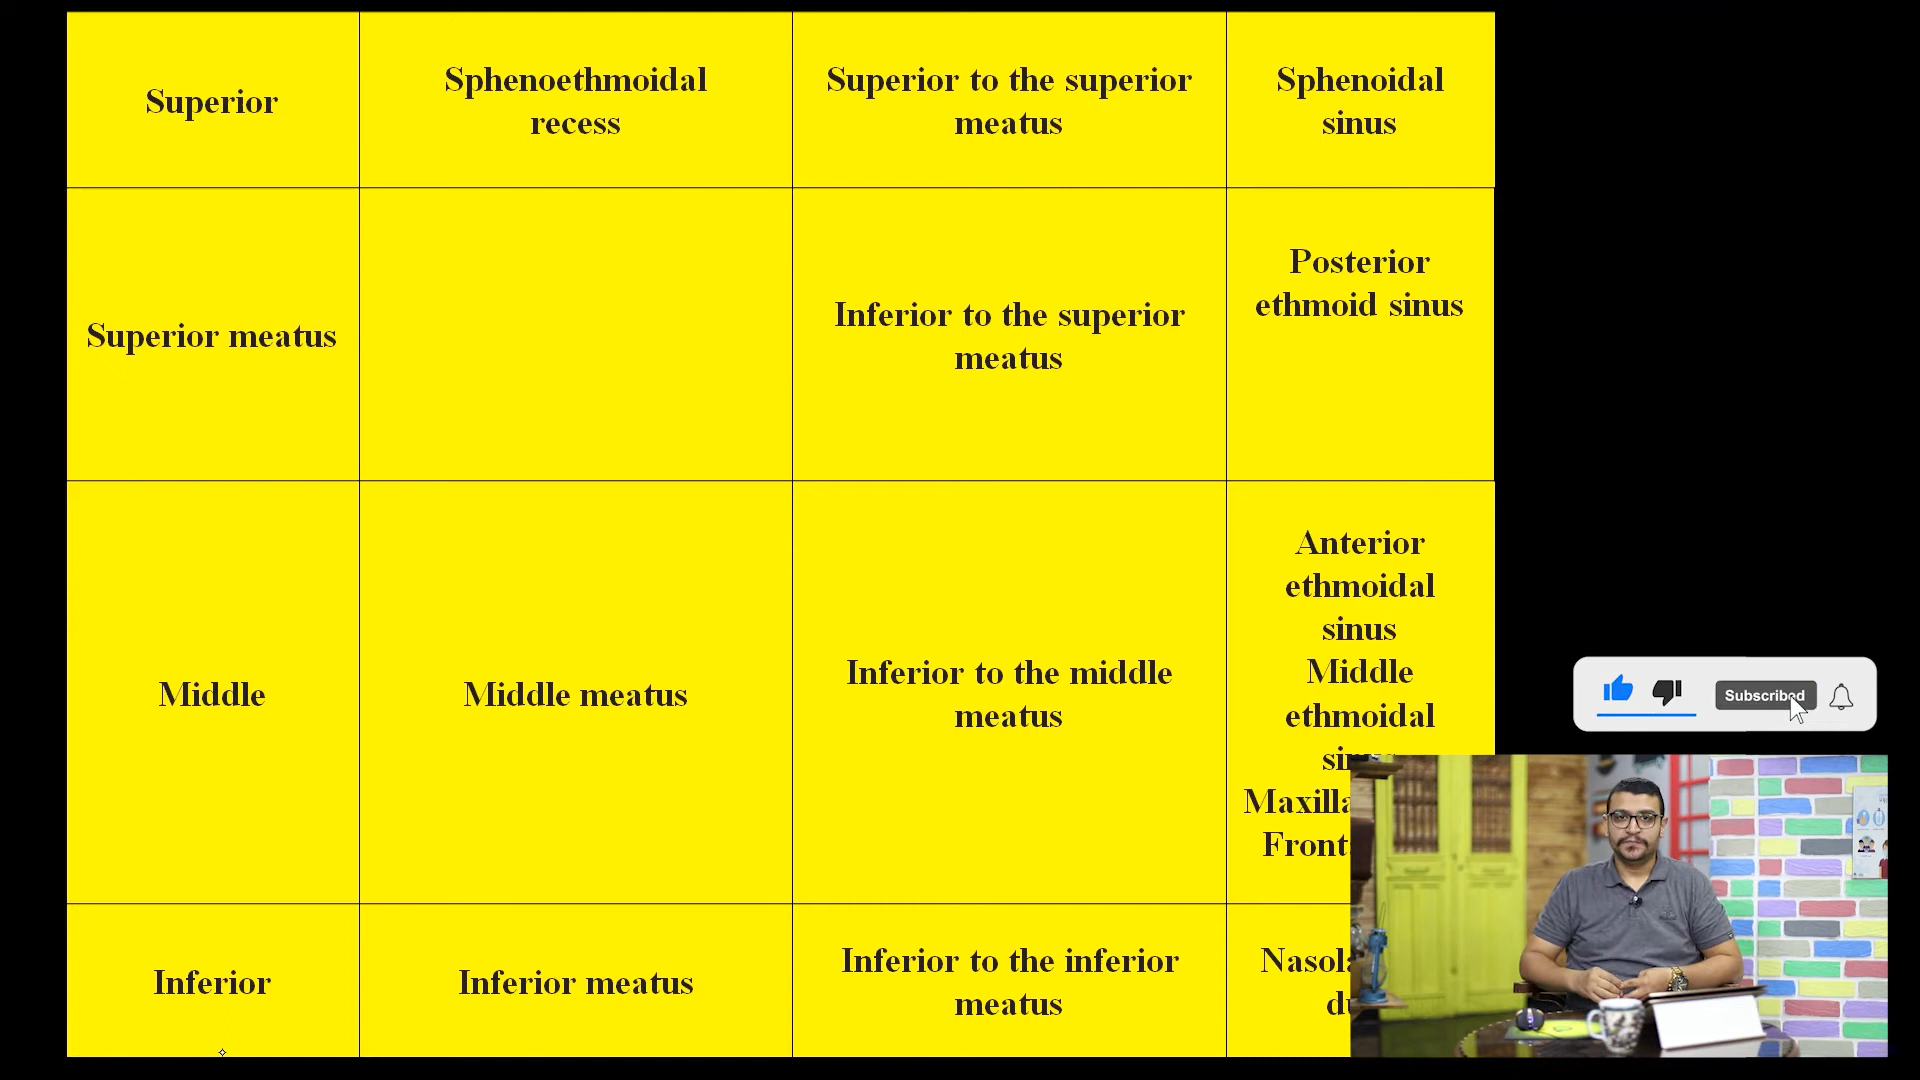 Superior
Sphenoethmoidal
recess
Superior to the superior
meatus
Sphenoidal
sinus
Superior meatus
Inferior to the superior
meatus
Posterior
ethmoid sinus
Middle
Middle meatus
Inferior to the middle
meatus
Anterior
ethmoidal
sinus
Middle
ethmoidal
Inferior
Inferior meatus
Inferior to the inferior
meatus
Subscribed